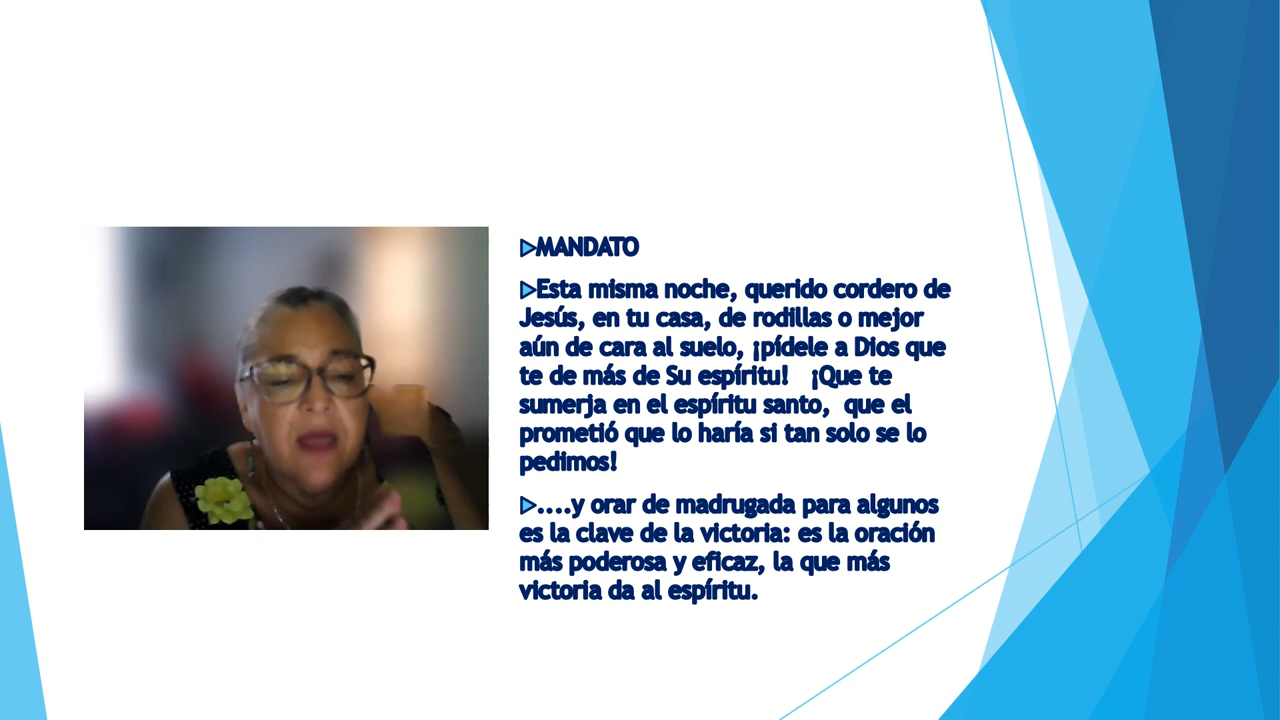 MANDATO
Esta misma noche, querido cordero de
Jesús, en tu casa, de rodillas o mejor
aún de cara al suelo, ¡pídele a Dios que
te de más de Su espíritu!   ¡Que te
sumerja en el espíritu santo,  que el
prometió que lo haría si tan solo se lo
pedimos!
....y orar de madrugada para algunos
es la clave de la victoria: es la oración
más poderosa y eficaz, la que más
victoria da al espíritu.